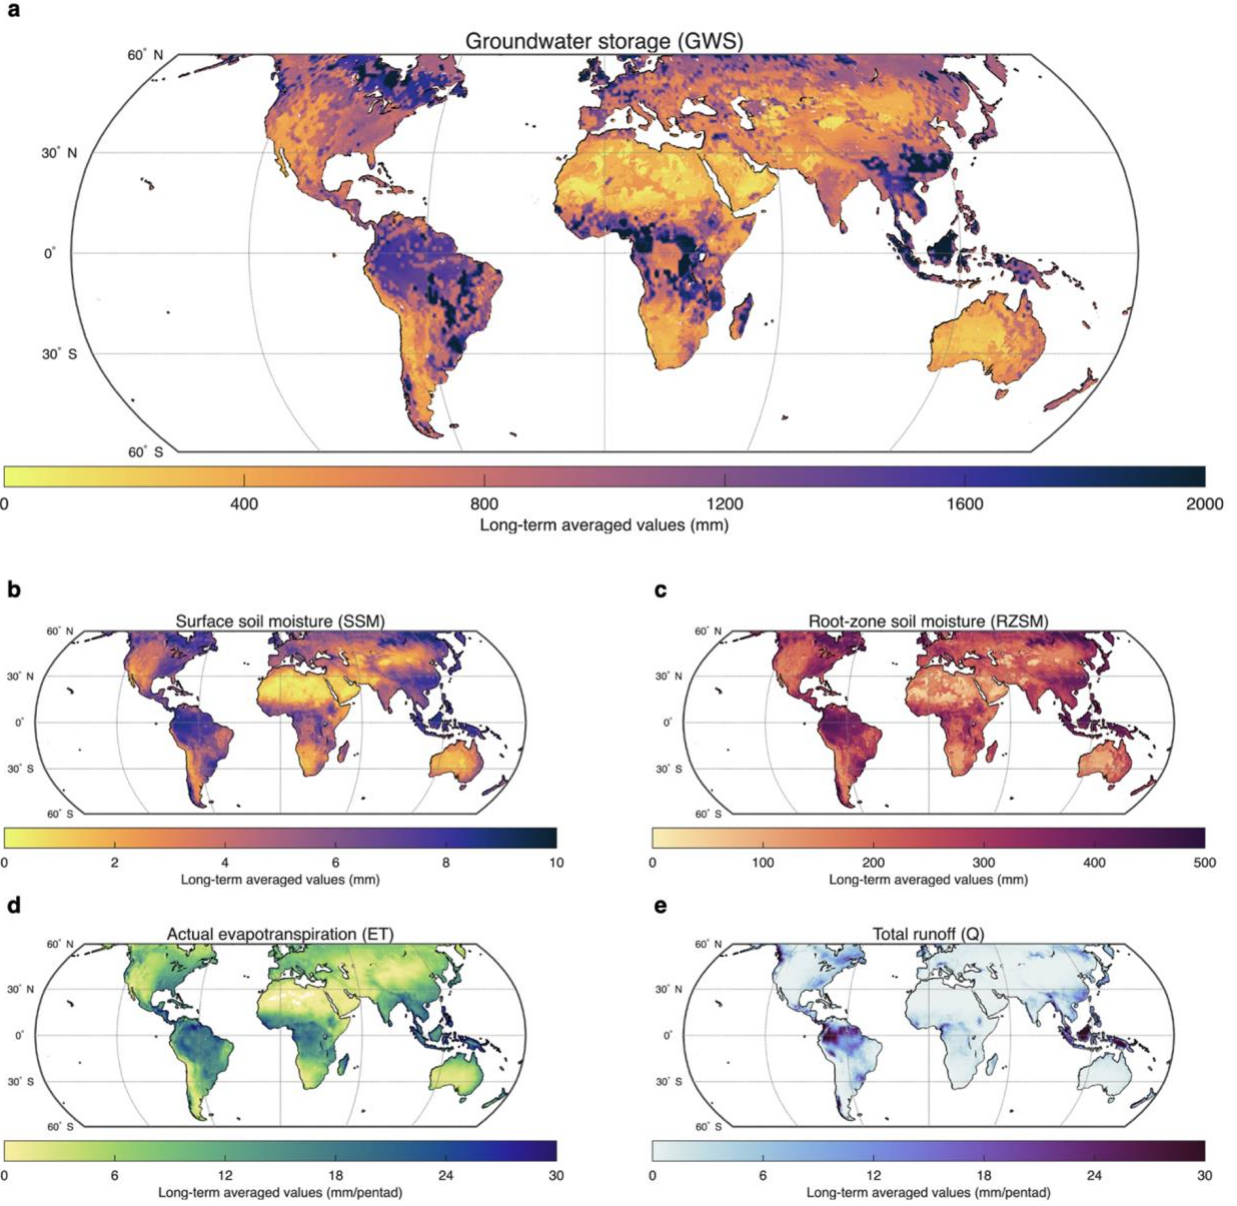 a
Groundwater storage (GWS)
60° N
30° N
0°
30° S
60° S
0 400 800 1200 1600 2000
Long-term averaged values (mm)
b
Surface soil moisture (SSM)
60° N
30° N
0°
30° S
60° S
0 2 4 6 8 10
Long-term averaged values (mm)
c
Root-zone soil moisture (RZSM)
60° N
30° N
0°
30° S
60° S
0 100 200 300 400 500
Long-term averaged values (mm)
d
Actual evapotranspiration (ET)
60° N
30° N
0°
30° S
60° S
0 6 12 18 24 30
Long-term averaged values (mm/pentad)
e
Total runoff (Q)
60° N
30° N
0°
30° S
60° S
0 6 12 18 24 30
Long-term averaged values (mm/pentad)